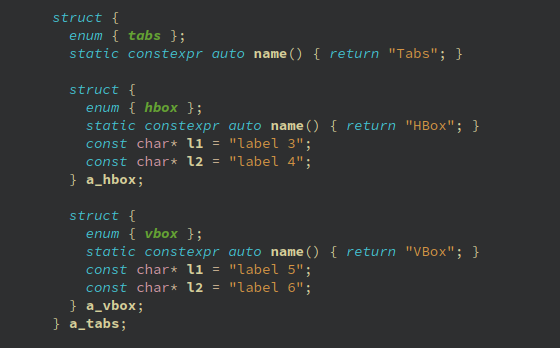 struct {
  enum { tabs };
  static constexpr auto name() { return "Tabs"; }

  struct {
    enum { hbox };
    static constexpr auto name() { return "HBox"; }
    const char* l1 = "label 3";
    const char* l2 = "label 4";
  } a_hbox;

  struct {
    enum { vbox };
    static constexpr auto name() { return "VBox"; }
    const char* l1 = "label 5";
    const char* l2 = "label 6";
  } a_vbox;
} a_tabs;